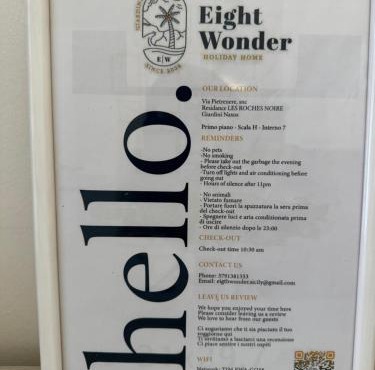 Eight
Wonder
HOLIDAY HOME
E W
SINCE
hello.
OUR LOCATION
Residence LES ROCHES NOIRE
Giardini Naxos
Primo piano - Scala H - Interno 7
REMINDERS
-No pets
-No smoking
- Please take out the garbage the evening
before check-out
-Turn off lights and air conditioning before
going out
- Hours of silence after 11pm
- No animali
- Vietato fumare
- Portare fuori la spazzatura la sera prima
del check-out
- Spegnere luci e aria condizionata prima
di uscire
- Ore di silenzio dopo le 23:00
CHECK-OUT
Check-out time 10:30 am
CONTACT US
Phone: 3791381353
Email: eigthwonder.sicily@gmail.com
LEAVE US REVIEW
We hope you enjoyed your time here
Please consider leaving us a review
We love to hear from our guests
Ci auguriamo che ti sia piaciuto il tuo
soggiorno qui
Ti invitiamo a lasciarci una recensione
Ci piace sentire i nostri ospiti
WIFI